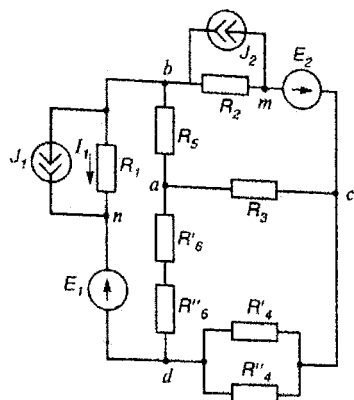 J₂
E₂
b
R₂
m
R₅
J₁
I₁
R₁
a
c
R₃
n
R'₆
E₁
R"₆
R'₄
d
R"₄